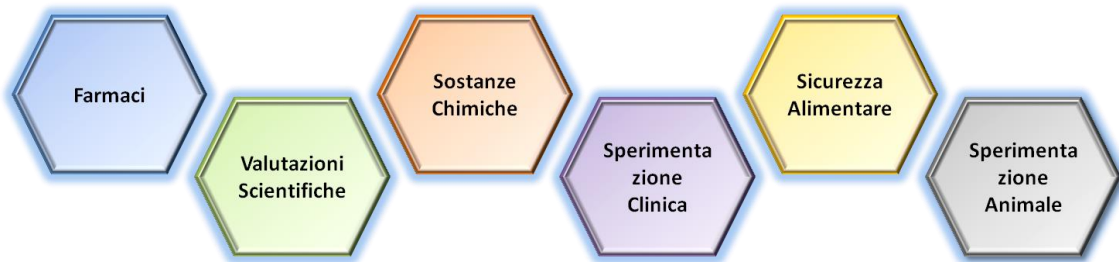 Farmaci
Valutazioni
Scientifiche
Sostanze
Chimiche
Sperimenta
zione
Clinica
Sicurezza
Alimentare
Sperimenta
zione
Animale